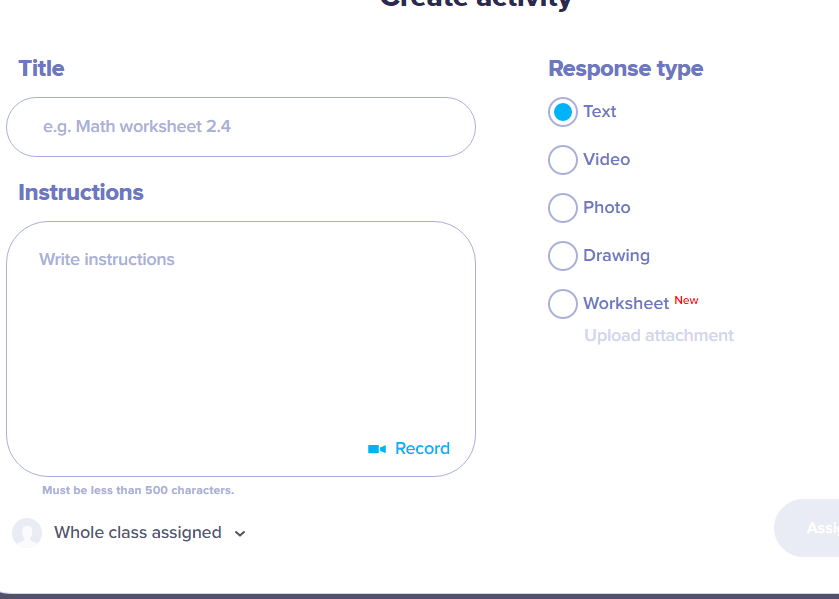 Create activity
Title
e.g. Math worksheet 2.4
Instructions
Write instructions
Record
Must be less than 500 characters.
Whole class assigned
Response type
Text
Video
Photo
Drawing
Worksheet New
Upload attachment